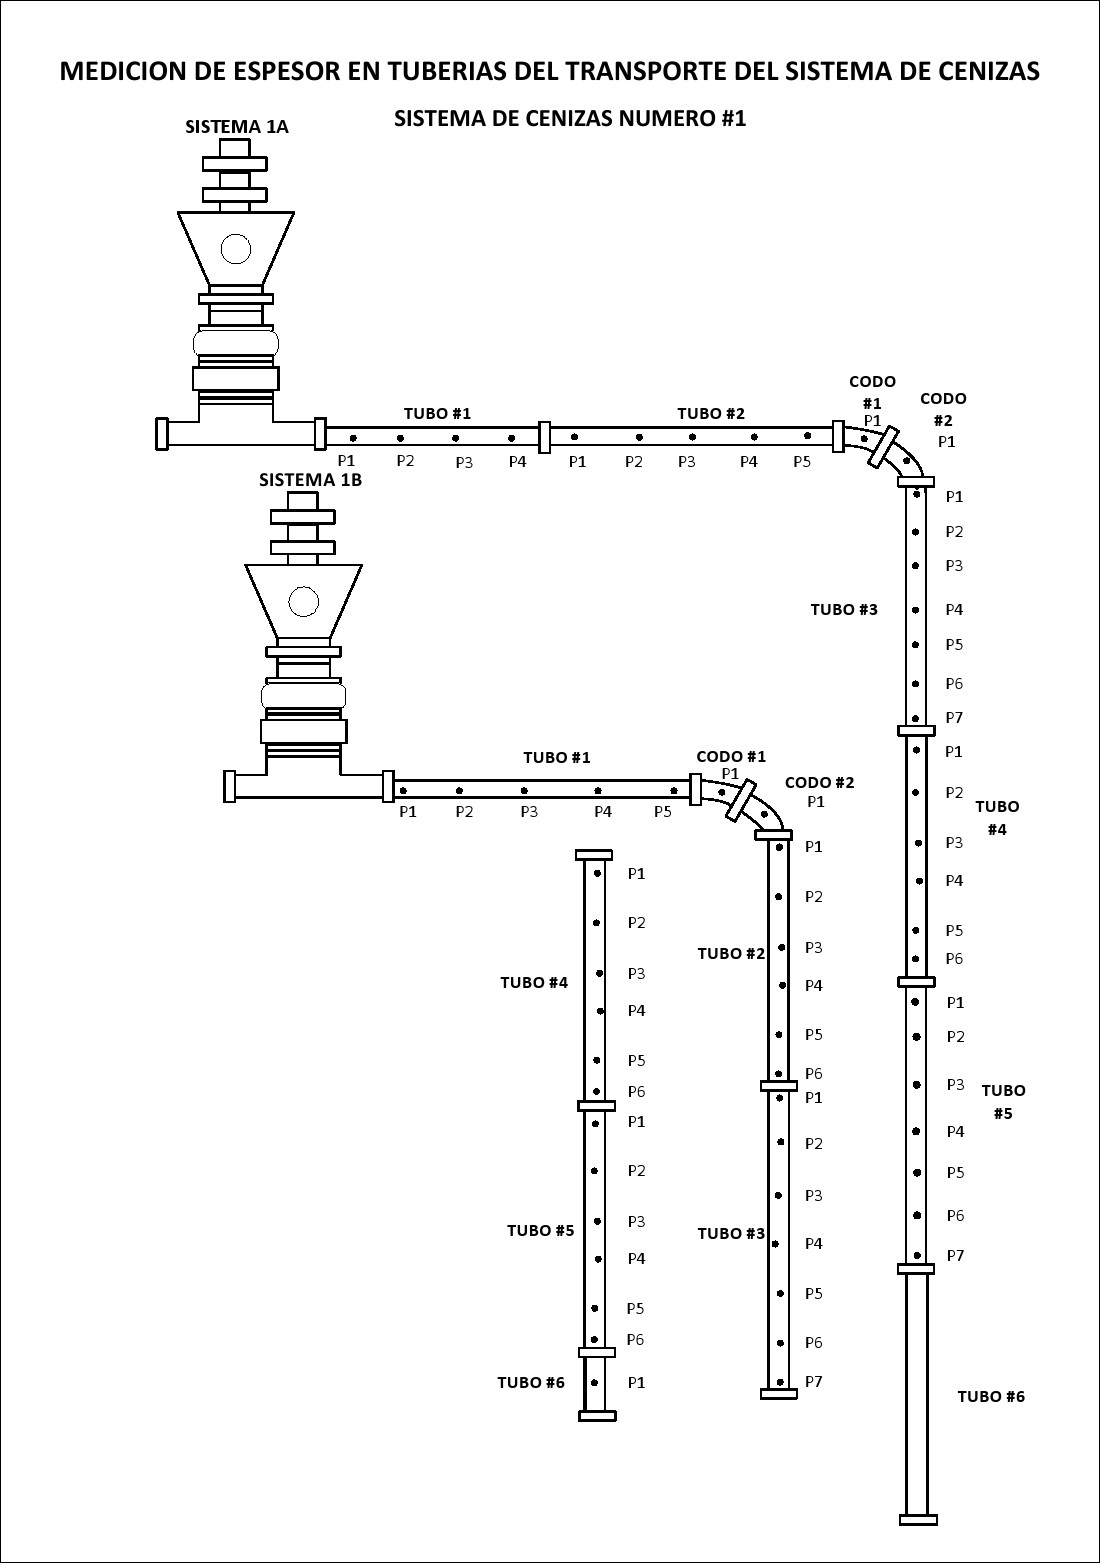 MEDICION DE ESPESOR EN TUBERIAS DEL TRANSPORTE DEL SISTEMA DE CENIZAS
SISTEMA DE CENIZAS NUMERO #1
SISTEMA 1A
TUBO #1
P1 P2 P3 P4
TUBO #2
P1 P2 P3 P4 P5
CODO
#1
P1
CODO
#2
P1
TUBO #3
P1
P2
P3
P4
P5
P6
P7
TUBO
#4
P1
P2
P3
P4
P5
P6
TUBO
#5
P1
P2
P3
P4
P5
P6
P7
TUBO #6
SISTEMA 1B
TUBO #1
P1 P2 P3 P4 P5
CODO #1
P1
CODO #2
P1
TUBO #2
P1
P2
P3
P4
P5
P6
TUBO #3
P1
P2
P3
P4
P5
P6
P7
TUBO #4
P1
P2
P3
P4
P5
P6
TUBO #5
P1
P2
P3
P4
P5
P6
TUBO #6
P1